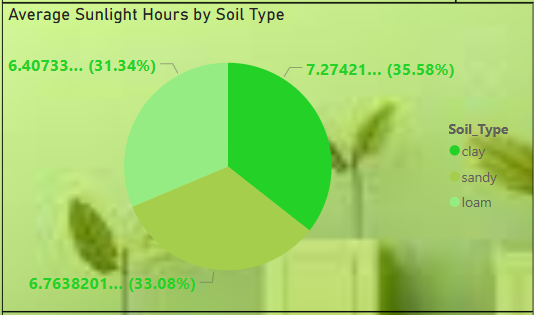 Average Sunlight Hours by Soil Type
6.40733... (31.34%)
7.27421... (35.58%)
Soil_Type
clay
sandy
loam
6.7638201... (33.08%)